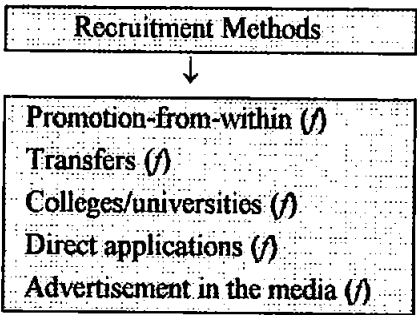 Recruitment Methods
↓
Promotion-from-within (f)
Transfers (f)
Colleges/universities (f)
Direct applications (f)
Advertisement in the media (f)